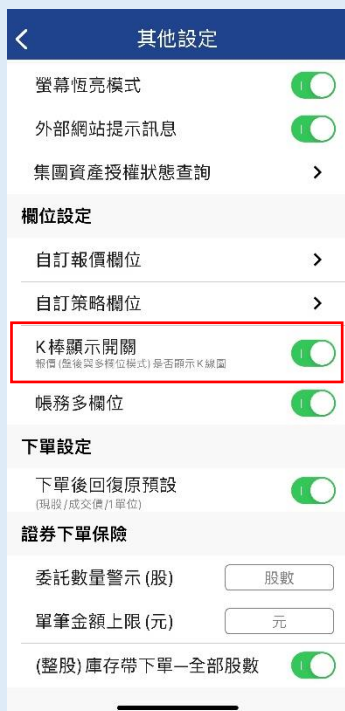 其他設定
螢幕恆亮模式
外部網站提示訊息
集團資產授權狀態查詢
欄位設定
自訂報價欄位
自訂策略欄位
K棒顯示開關
報價(盤後與多檔位模式)是否顯示K線圖
帳務多欄位
下單設定
下單後回復原預設
(現股/成交價/1單位)
證券下單保險
委託數量警示(股) 股數
單筆金額上限(元) 元
(整股)庫存帶下單—全部股數